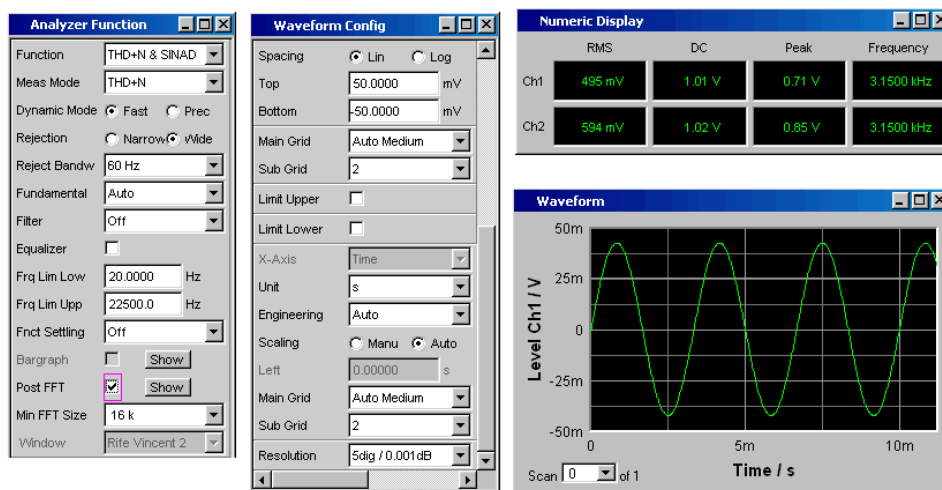 Analyzer Function
Function THD+N & SINAD
Meas Mode THD+N
Dynamic Mode Fast Prec
Rejection Narrow Wide
Reject Bandw 60 Hz
Fundamental Auto
Filter Off
Equalizer
Frq Lim Low 20.0000 Hz
Frq Lim Upp 22500.0 Hz
Fnct Settling Off
Bargraph Show
Post FFT Show
Min FFT Size 16 k
Window Rife Vincent 2
Waveform Config
Spacing Lin Log
Top 50.0000 mV
Bottom -50.0000 mV
Main Grid Auto Medium
Sub Grid 2
Limit Upper
Limit Lower
X-Axis Time
Unit s
Engineering Auto
Scaling Manu Auto
Left 0.00000 s
Main Grid Auto Medium
Sub Grid 2
Resolution 5dig / 0.001dB
Numeric Display
RMS DC Peak Frequency
Ch1 495 mV 1.01 V 0.71 V 3.1500 kHz
Ch2 594 mV 1.02 V 0.85 V 3.1500 kHz
Waveform
Level Ch1 / V
50m
25m
0
-25m
-50m
0 5m 10m
Time / s
Scan 0 of 1